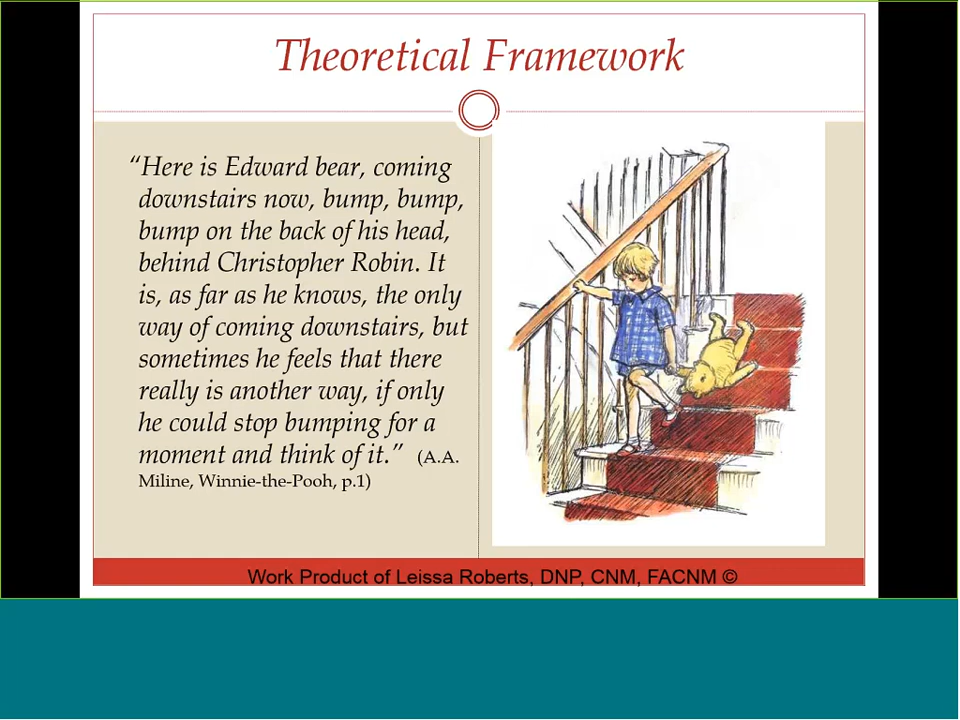 Theoretical Framework
“Here is Edward bear, coming
downstairs now, bump, bump,
bump on the back of his head,
behind Christopher Robin. It
is, as far as he knows, the only
way of coming downstairs, but
sometimes he feels that there
really is another way, if only
he could stop bumping for a
moment and think of it.” (A.A.
Miline, Winnie-the-Pooh, p.1)
Work Product of Leissa Roberts, DNP, CNM, FACNM ©